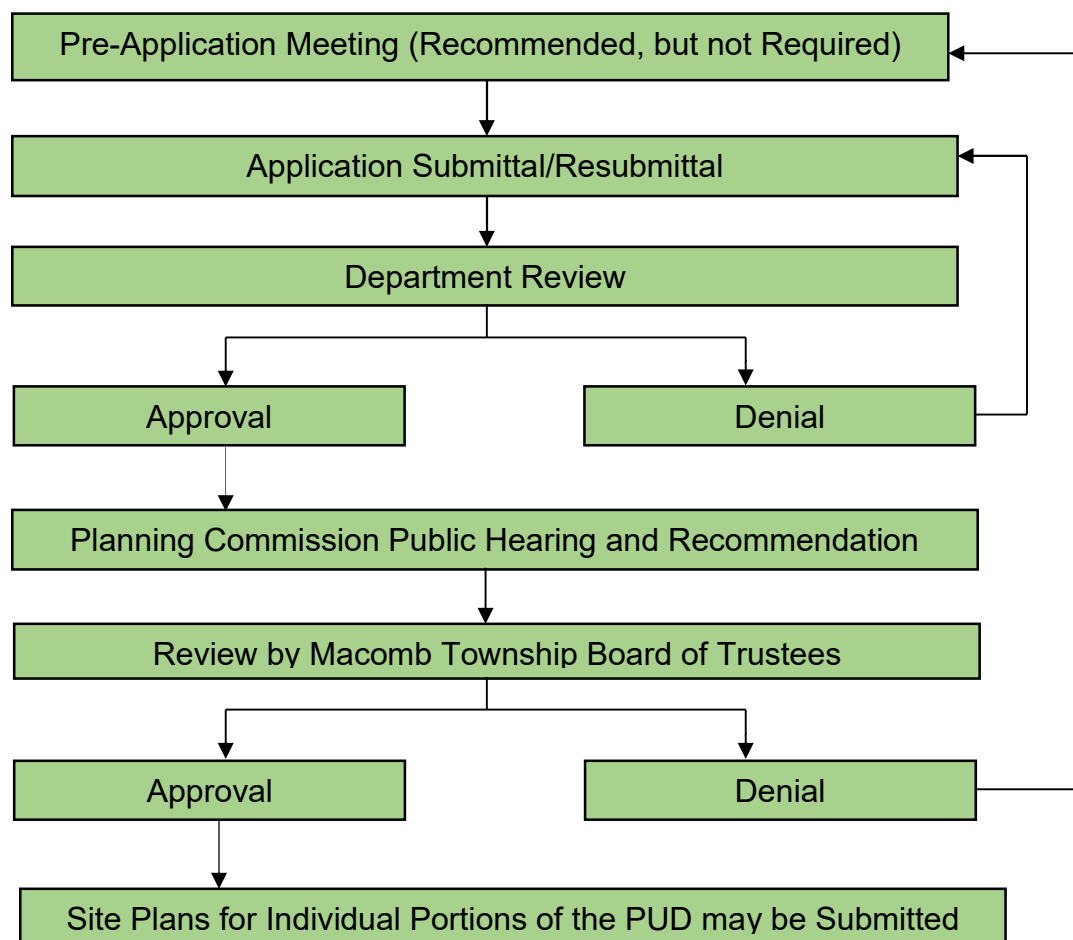 Pre-Application Meeting (Recommended, but not Required)
Application Submittal/Resubmittal
Department Review
Approval
Denial
Planning Commission Public Hearing and Recommendation
Review by Macomb Township Board of Trustees
Approval
Denial
Site Plans for Individual Portions of the PUD may be Submitted